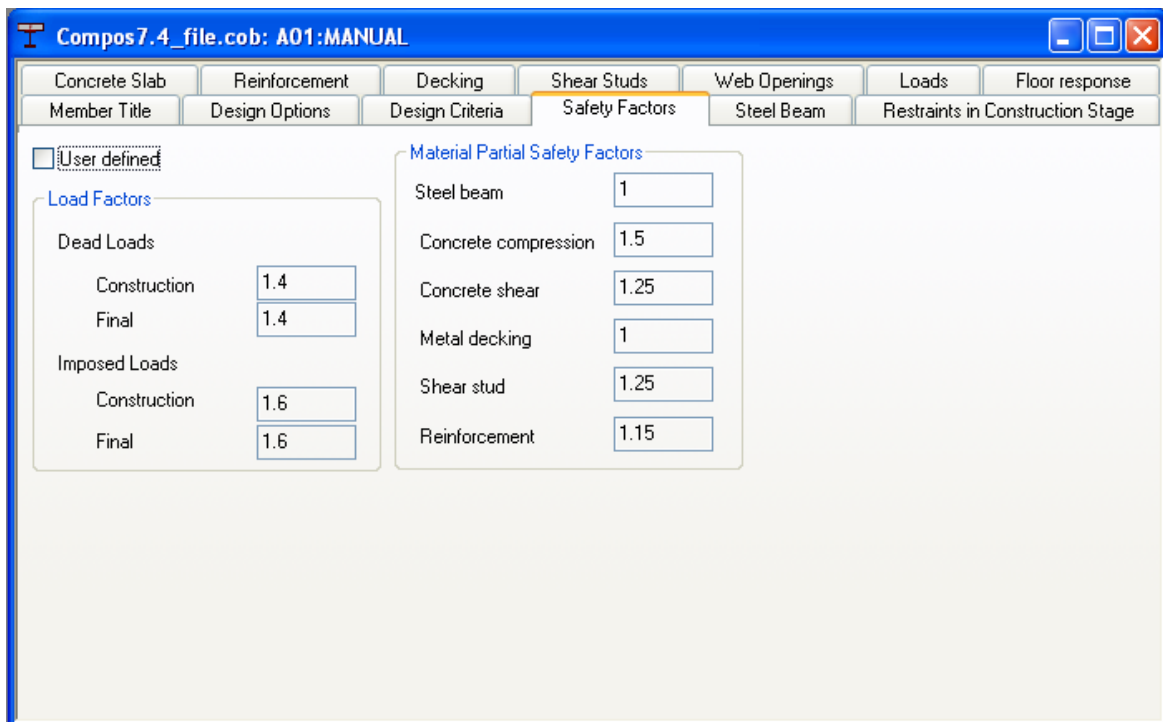 Compos7.4_file.cob: A01:MANUAL
Concrete Slab Reinforcement Decking Shear Studs Web Openings Loads Floor response
Member Title Design Options Design Criteria Safety Factors Steel Beam Restraints in Construction Stage
User defined
Load Factors
Dead Loads
Construction 1.4
Final 1.4
Imposed Loads
Construction 1.6
Final 1.6
Material Partial Safety Factors
Steel beam 1
Concrete compression 1.5
Concrete shear 1.25
Metal decking 1
Shear stud 1.25
Reinforcement 1.15